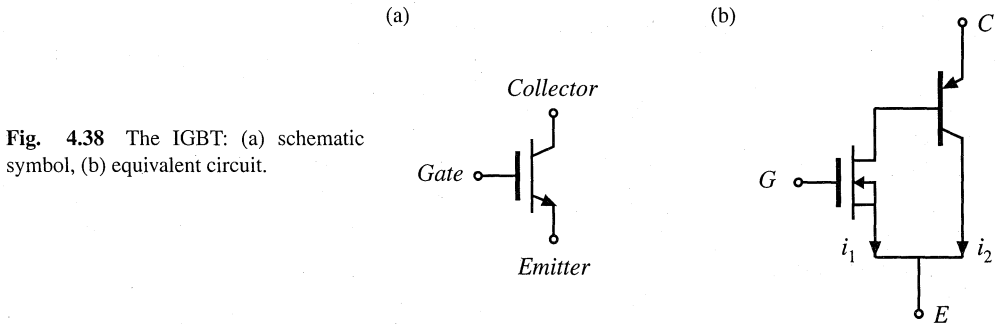 Fig. 4.38 The IGBT: (a) schematic
symbol, (b) equivalent circuit.
(a)
Collector
Gate
Emitter
(b)
C
G
i₁
i₂
E